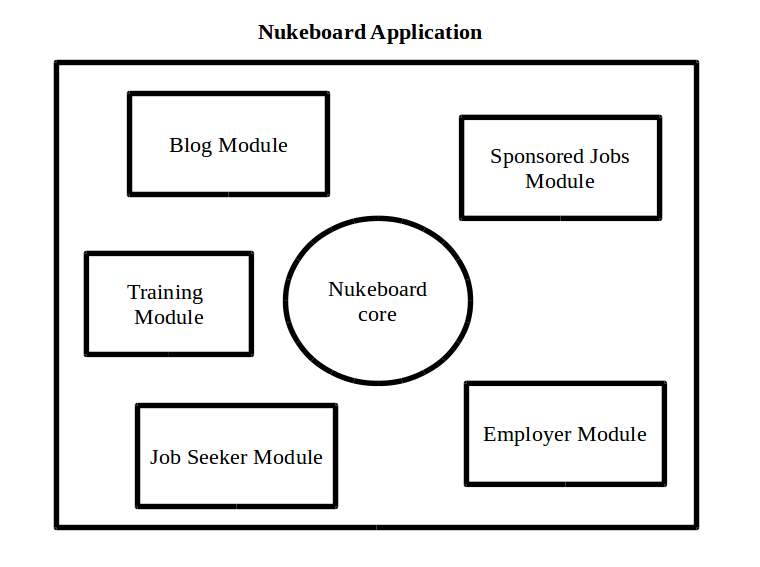 Nukeboard Application
Blog Module
Sponsored Jobs
Module
Training
Module
Nukeboard
core
Job Seeker Module
Employer Module